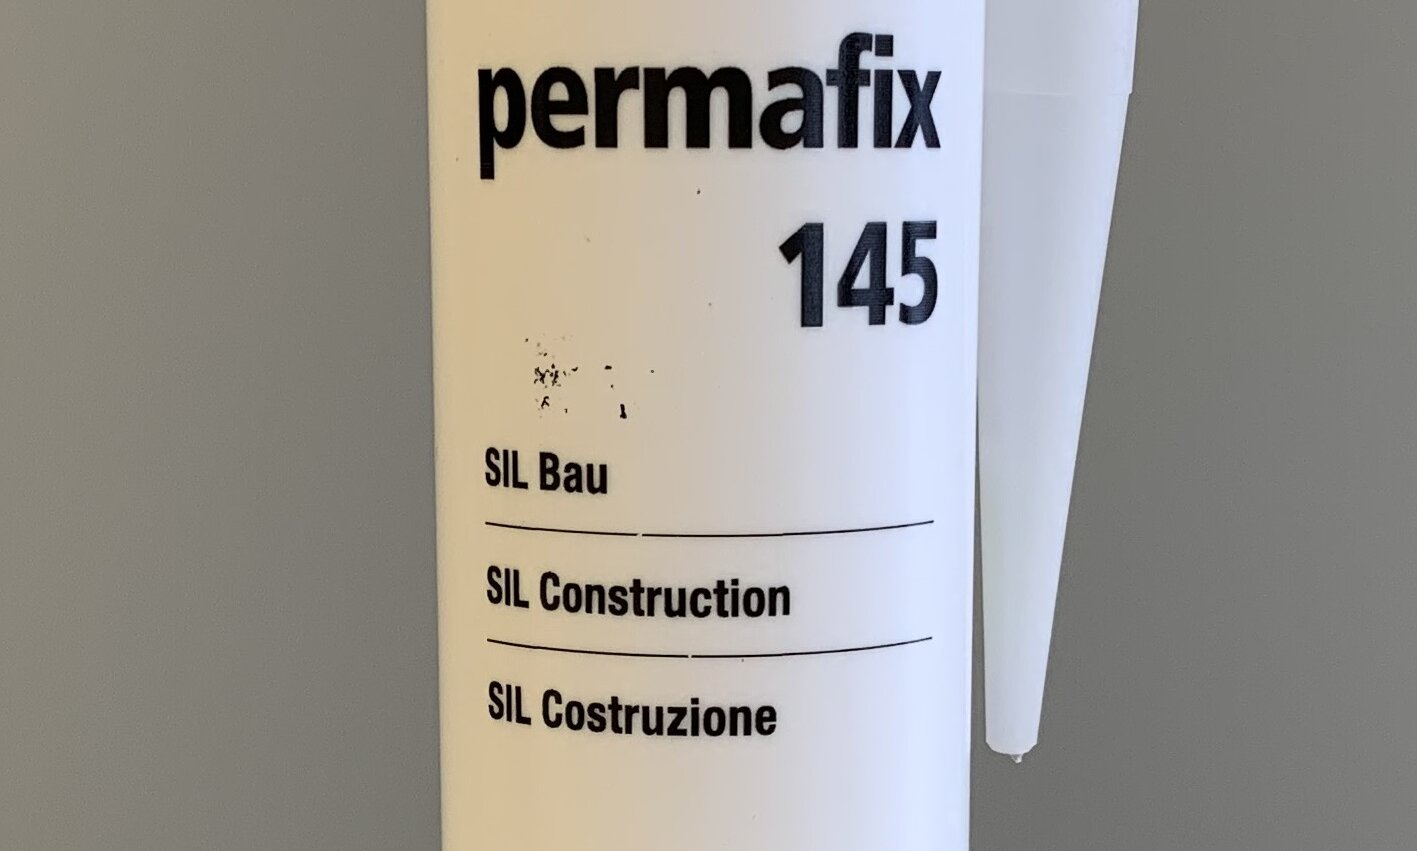 permafix
145
SIL Bau
SIL Construction
SIL Costruzione